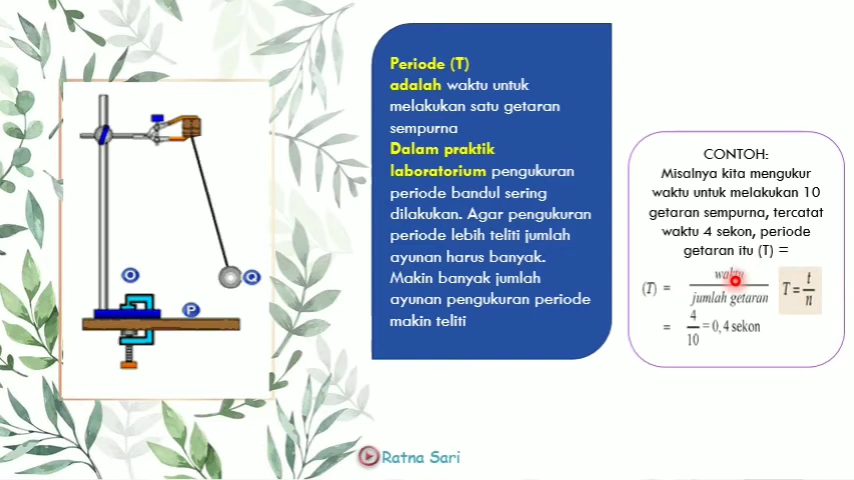 Periode (T)
adalah waktu untuk
melakukan satu getaran
sempurna
Dalam praktik
laboratorium pengukuran
periode bandul sering
dilakukan. Agar pengukuran
periode lebih teliti jumlah
ayunan harus banyak.
Makin banyak jumlah
ayunan pengukuran periode
makin teliti
O
Q
P
CONTOH:
Misalnya kita mengukur
waktu untuk melakukan 10
getaran sempurna, tercatat
waktu 4 sekon, periode
getaran itu (T) =
(T) = waktu / jumlah getaran
T = t / n
= 4 / 10 = 0,4 sekon
Ratna Sari